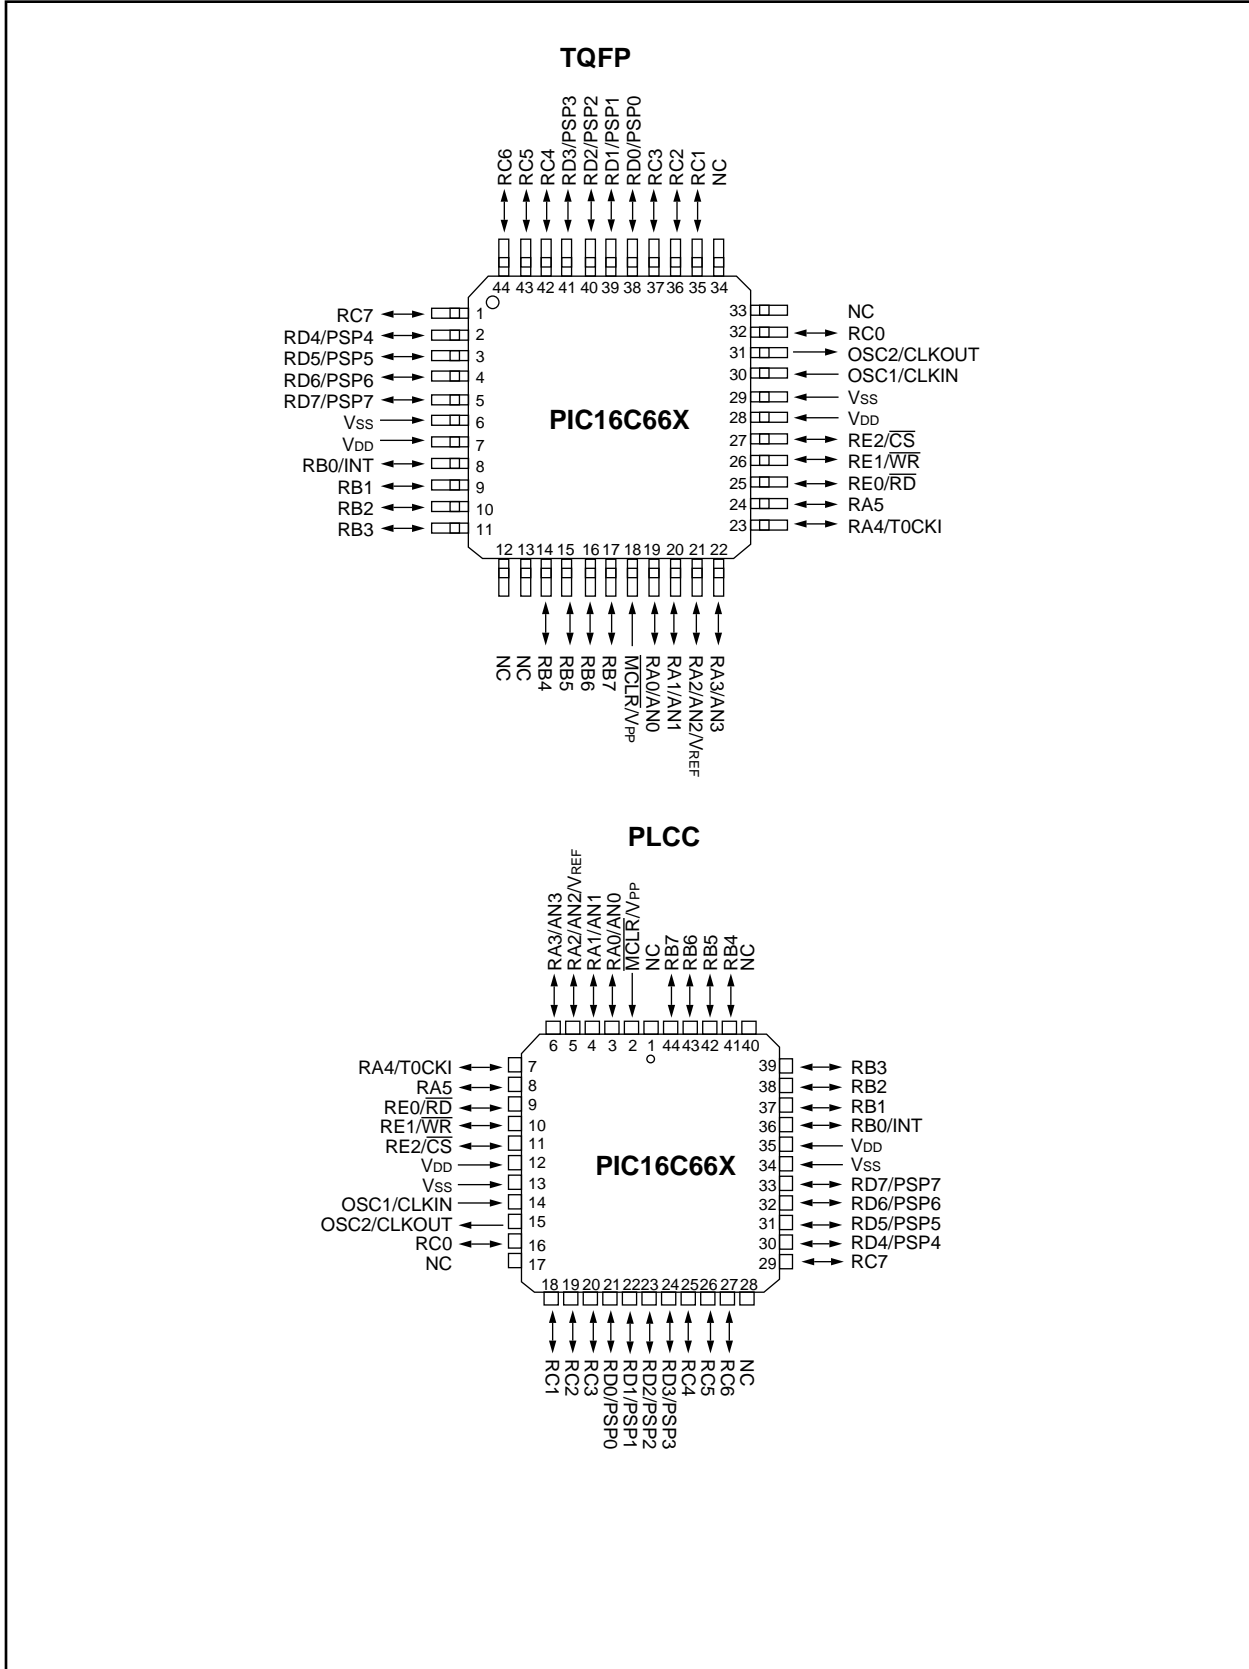 TQFP
RC6
RC5
RC4
RD3/PSP3
RD2/PSP2
RD1/PSP1
RD0/PSP0
RC3
RC2
RC1
NC
44 43 42 41 40 39 38 37 36 35 34
RC7 1
RD4/PSP4 2
RD5/PSP5 3
RD6/PSP6 4
RD7/PSP7 5
VSS 6
VDD 7
RB0/INT 8
RB1 9
RB2 10
RB3 11
PIC16C66X
33 NC
32 RC0
31 OSC2/CLKOUT
30 OSC1/CLKIN
29 VSS
28 VDD
27 RE2/C̅S̅
26 RE1/W̅R̅
25 RE0/R̅D̅
24 RA5
23 RA4/T0CKI
12 13 14 15 16 17 18 19 20 21 22
NC
NC
RB4
RB5
RB6
RB7
M̅C̅L̅R̅/VPP
RA0/AN0
RA1/AN1
RA2/AN2/VREF
RA3/AN3
PLCC
RA3/AN3
RA2/AN2/VREF
RA1/AN1
RA0/AN0
M̅C̅L̅R̅/VPP
NC
RB7
RB6
RB5
RB4
NC
6 5 4 3 2 1 44 43 42 41 40
RA4/T0CKI 7
RA5 8
RE0/R̅D̅ 9
RE1/W̅R̅ 10
RE2/C̅S̅ 11
VDD 12
VSS 13
OSC1/CLKIN 14
OSC2/CLKOUT 15
RC0 16
NC 17
PIC16C66X
39 RB3
38 RB2
37 RB1
36 RB0/INT
35 VDD
34 VSS
33 RD7/PSP7
32 RD6/PSP6
31 RD5/PSP5
30 RD4/PSP4
29 RC7
18 19 20 21 22 23 24 25 26 27 28
RC1
RC2
RC3
RD0/PSP0
RD1/PSP1
RD2/PSP2
RD3/PSP3
RC4
RC5
RC6
NC